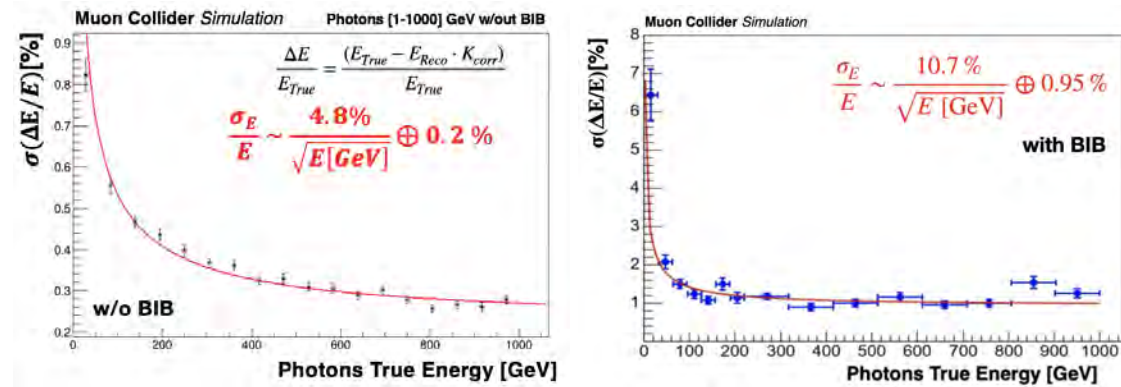 Muon Collider Simulation Photons [1-1000] GeV w/out BIB
σ(ΔE/E)[%]
0.9
0.8
0.7
0.6
0.5
0.4
0.3
0.2
ΔE/E_True = (E_True − E_Reco · K_corr)/E_True
σ_E/E ~ 4.8%/√E[GeV] ⊕ 0.2 %
w/o BIB
0 200 400 600 800 1000
Photons True Energy [GeV]
Muon Collider Simulation
σ(ΔE/E)[%]
8
7
6
5
4
3
2
1
σ_E/E ~ 10.7 %/√E [GeV] ⊕ 0.95 %
with BIB
0 100 200 300 400 500 600 700 800 900 1000
Photons True Energy [GeV]